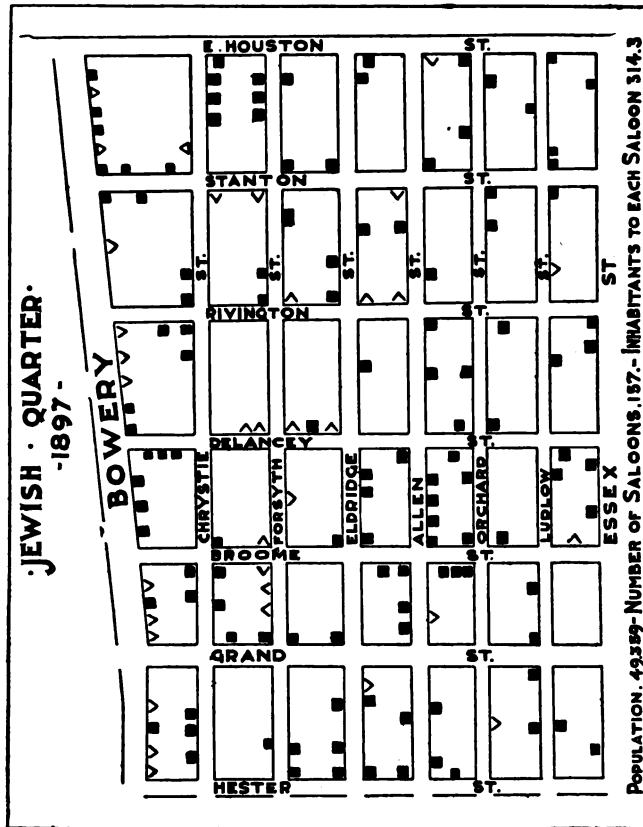 ·JEWISH · QUARTER·
-1897-
BOWERY
E. HOUSTON ST.
STANTON ST.
ST.
ST.
ST.
ST.
ST.
ST.
ST
RIVINGTON ST.
DELANCEY ST.
CHRYSTIE
FORSYTH
ELDRIDGE
ALLEN
ORCHARD
LUDLOW
ESSEX
BROOME ST.
GRAND ST.
HESTER ST.
POPULATION. 49,359- NUMBER OF SALOONS, 157.- INHABITANTS TO EACH SALOON 314.3